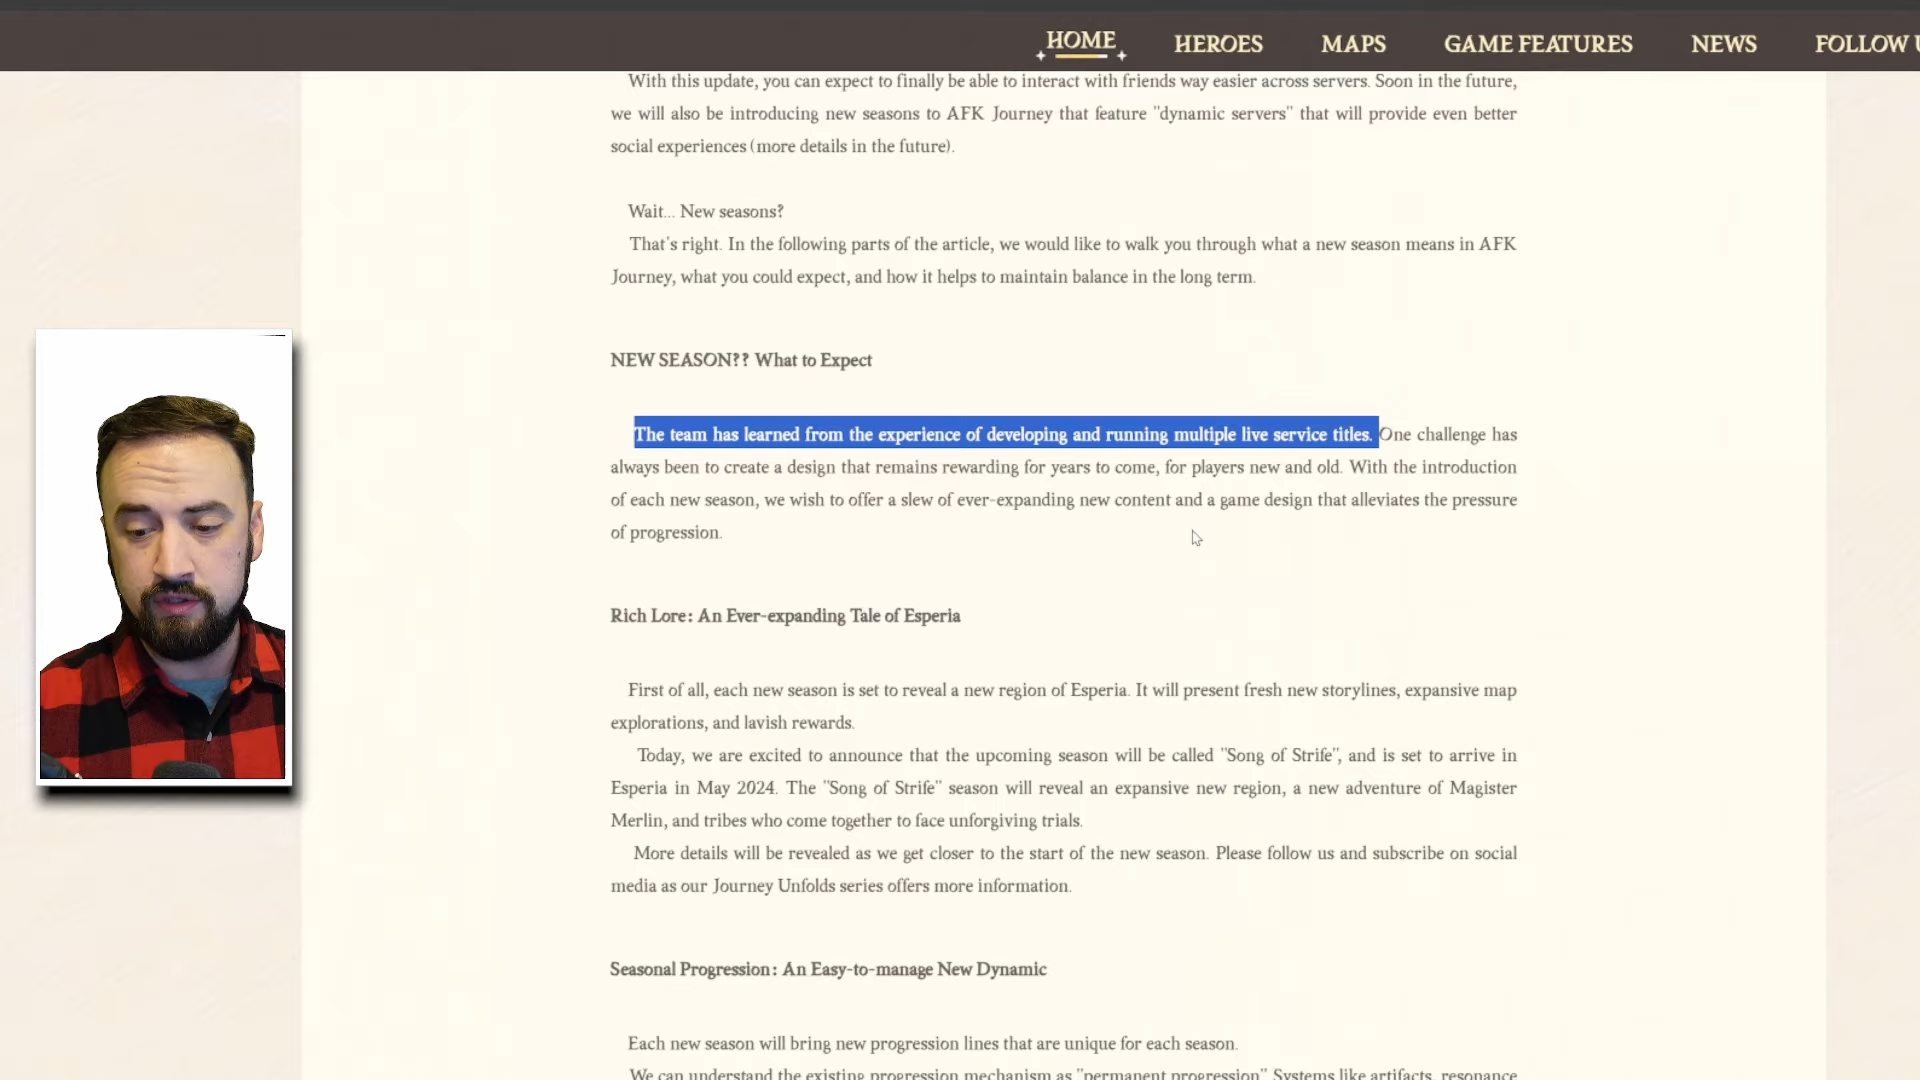 HOME HEROES MAPS GAME FEATURES NEWS FOLLOW
With this update, you can expect to finally be able to interact with friends way easier across servers. Soon in the future,
we will also be introducing new seasons to AFK Journey that feature "dynamic servers" that will provide even better
social experiences (more details in the future).
Wait... New seasons?
That's right. In the following parts of the article, we would like to walk you through what a new season means in AFK
Journey, what you could expect, and how it helps to maintain balance in the long term.
NEW SEASON?? What to Expect
The team has learned from the experience of developing and running multiple live service titles. One challenge has
always been to create a design that remains rewarding for years to come, for players new and old. With the introduction
of each new season, we wish to offer a slew of ever-expanding new content and a game design that alleviates the pressure
of progression.
Rich Lore: An Ever-expanding Tale of Esperia
First of all, each new season is set to reveal a new region of Esperia. It will present fresh new storylines, expansive map
explorations, and lavish rewards.
Today, we are excited to announce that the upcoming season will be called "Song of Strife", and is set to arrive in
Esperia in May 2024. The "Song of Strife" season will reveal an expansive new region, a new adventure of Magister
Merlin, and tribes who come together to face unforgiving trials.
More details will be revealed as we get closer to the start of the new season. Please follow us and subscribe on social
media as our Journey Unfolds series offers more information.
Seasonal Progression: An Easy-to-manage New Dynamic
Each new season will bring new progression lines that are unique for each season.
We can understand the existing progression mechanism as "permanent progression". Systems like artifacts, resonance